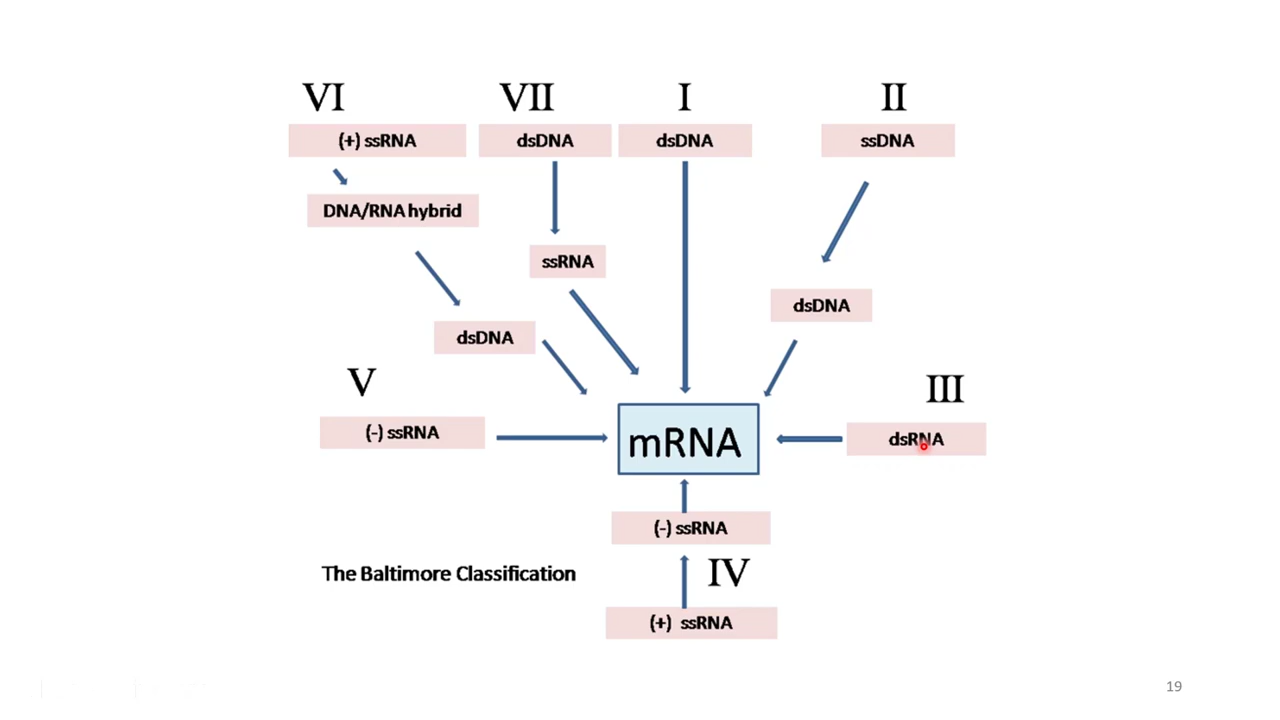 VI
VII
I
II
(+) ssRNA
dsDNA
dsDNA
ssDNA
DNA/RNA hybrid
ssRNA
dsDNA
dsDNA
V
III
(-) ssRNA
mRNA
dsRNA
(-) ssRNA
The Baltimore Classification
IV
(+) ssRNA
19